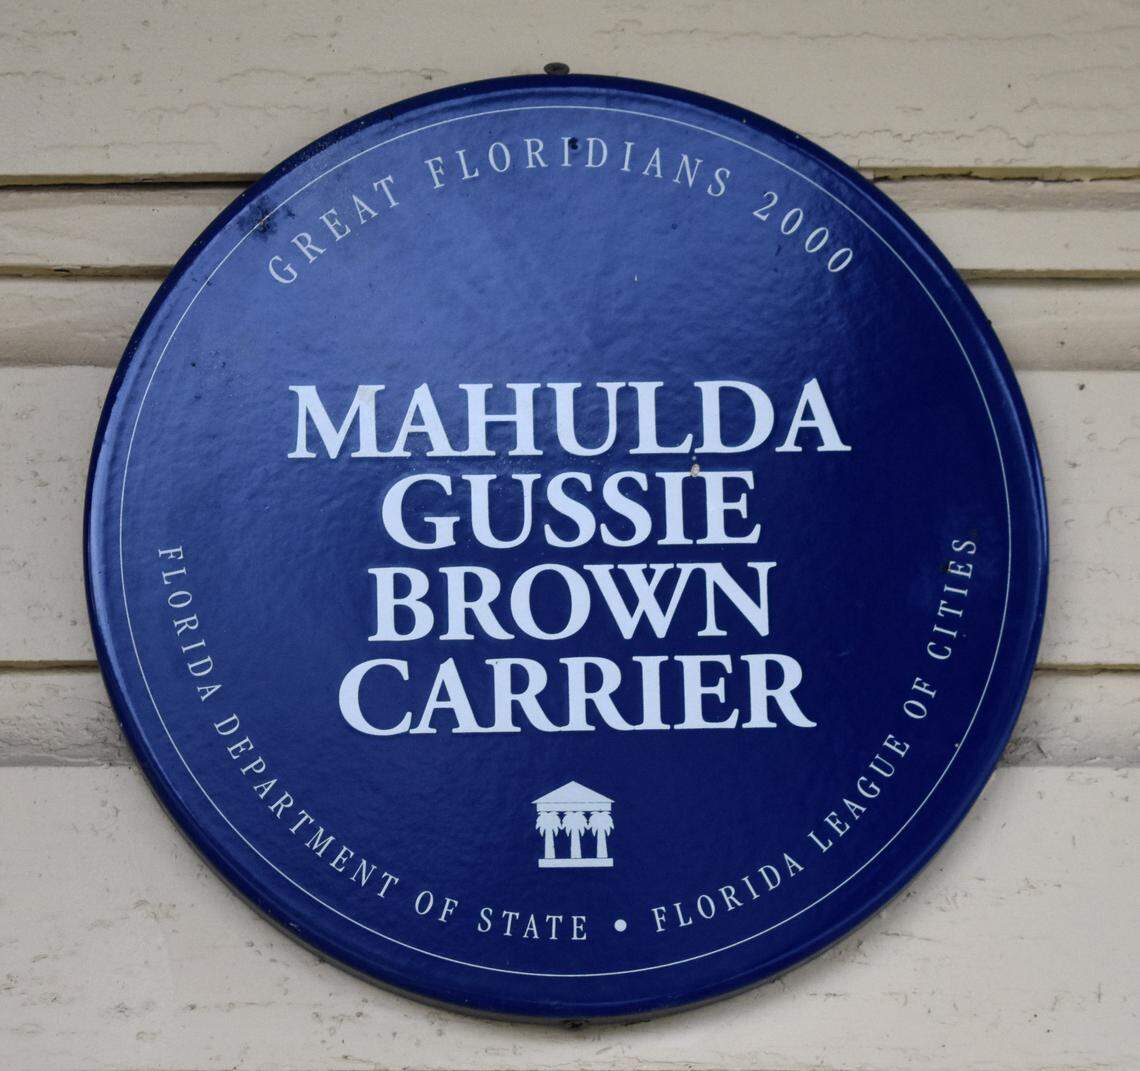 GREAT FLORIDIANS 2000
MAHULDA
GUSSIE
BROWN
CARRIER
FLORIDA DEPARTMENT OF STATE • FLORIDA LEAGUE OF CITIES